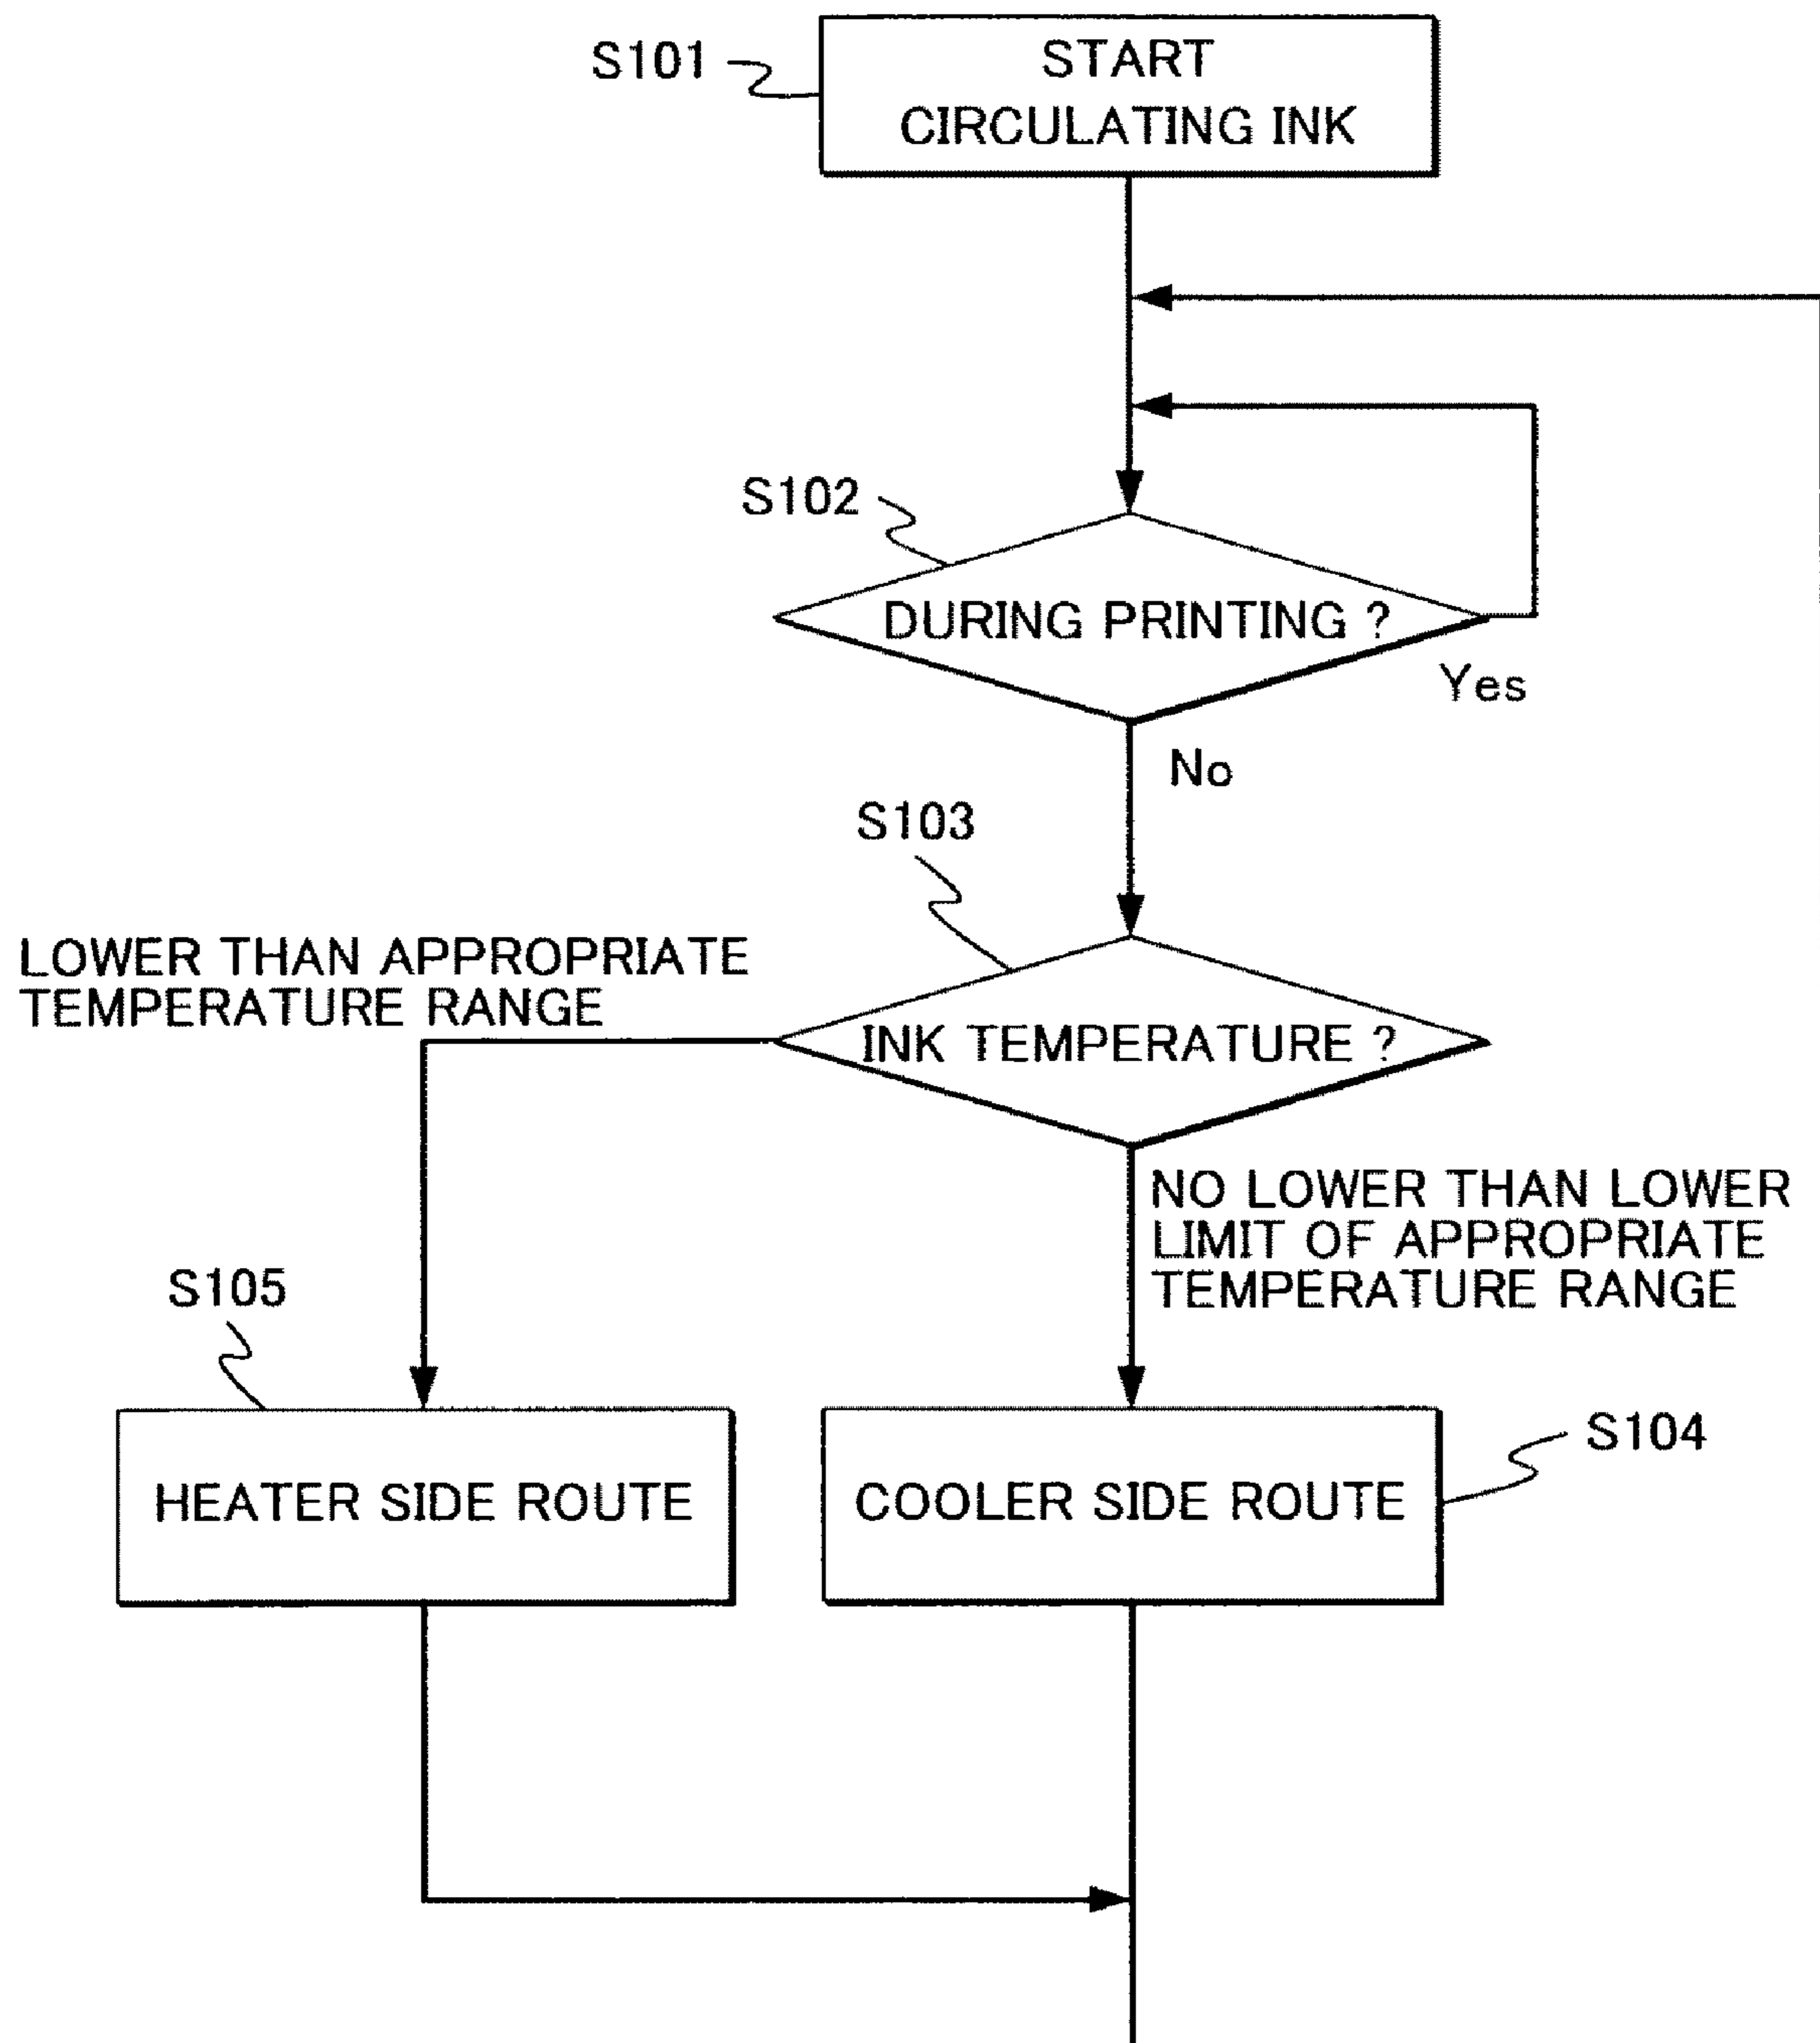 S101
START
CIRCULATING INK
S102
DURING PRINTING ?
Yes
No
S103
LOWER THAN APPROPRIATE
TEMPERATURE RANGE
INK TEMPERATURE ?
NO LOWER THAN LOWER
LIMIT OF APPROPRIATE
TEMPERATURE RANGE
S105
HEATER SIDE ROUTE
COOLER SIDE ROUTE
S104